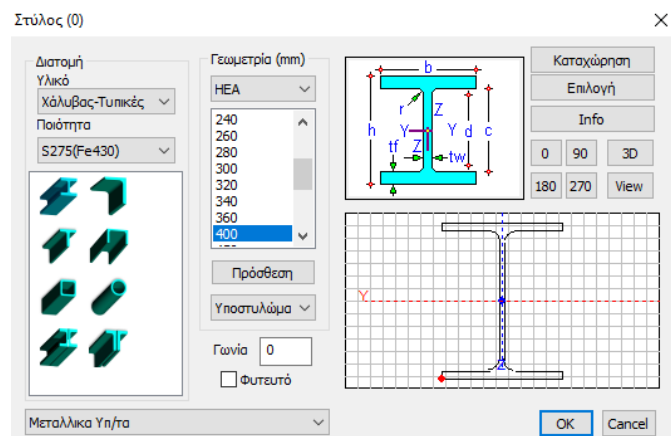 Στύλος (0)
Διατομή
Υλικό
Χάλυβας-Τυπικές
Ποιότητα
S275(Fe430)
Γεωμετρία (mm)
HEA
240
260
280
300
320
340
360
400
Πρόσθεση
Υποστυλώμα
Γωνία 0
Φυτευτό
b
r
Z
h
Y
Y
d
c
tf
Z
tw
Καταχώρηση
Επιλογή
Info
0 90 3D
180 270 View
Y
Z
Μεταλλικα Υπ/τα
OK Cancel